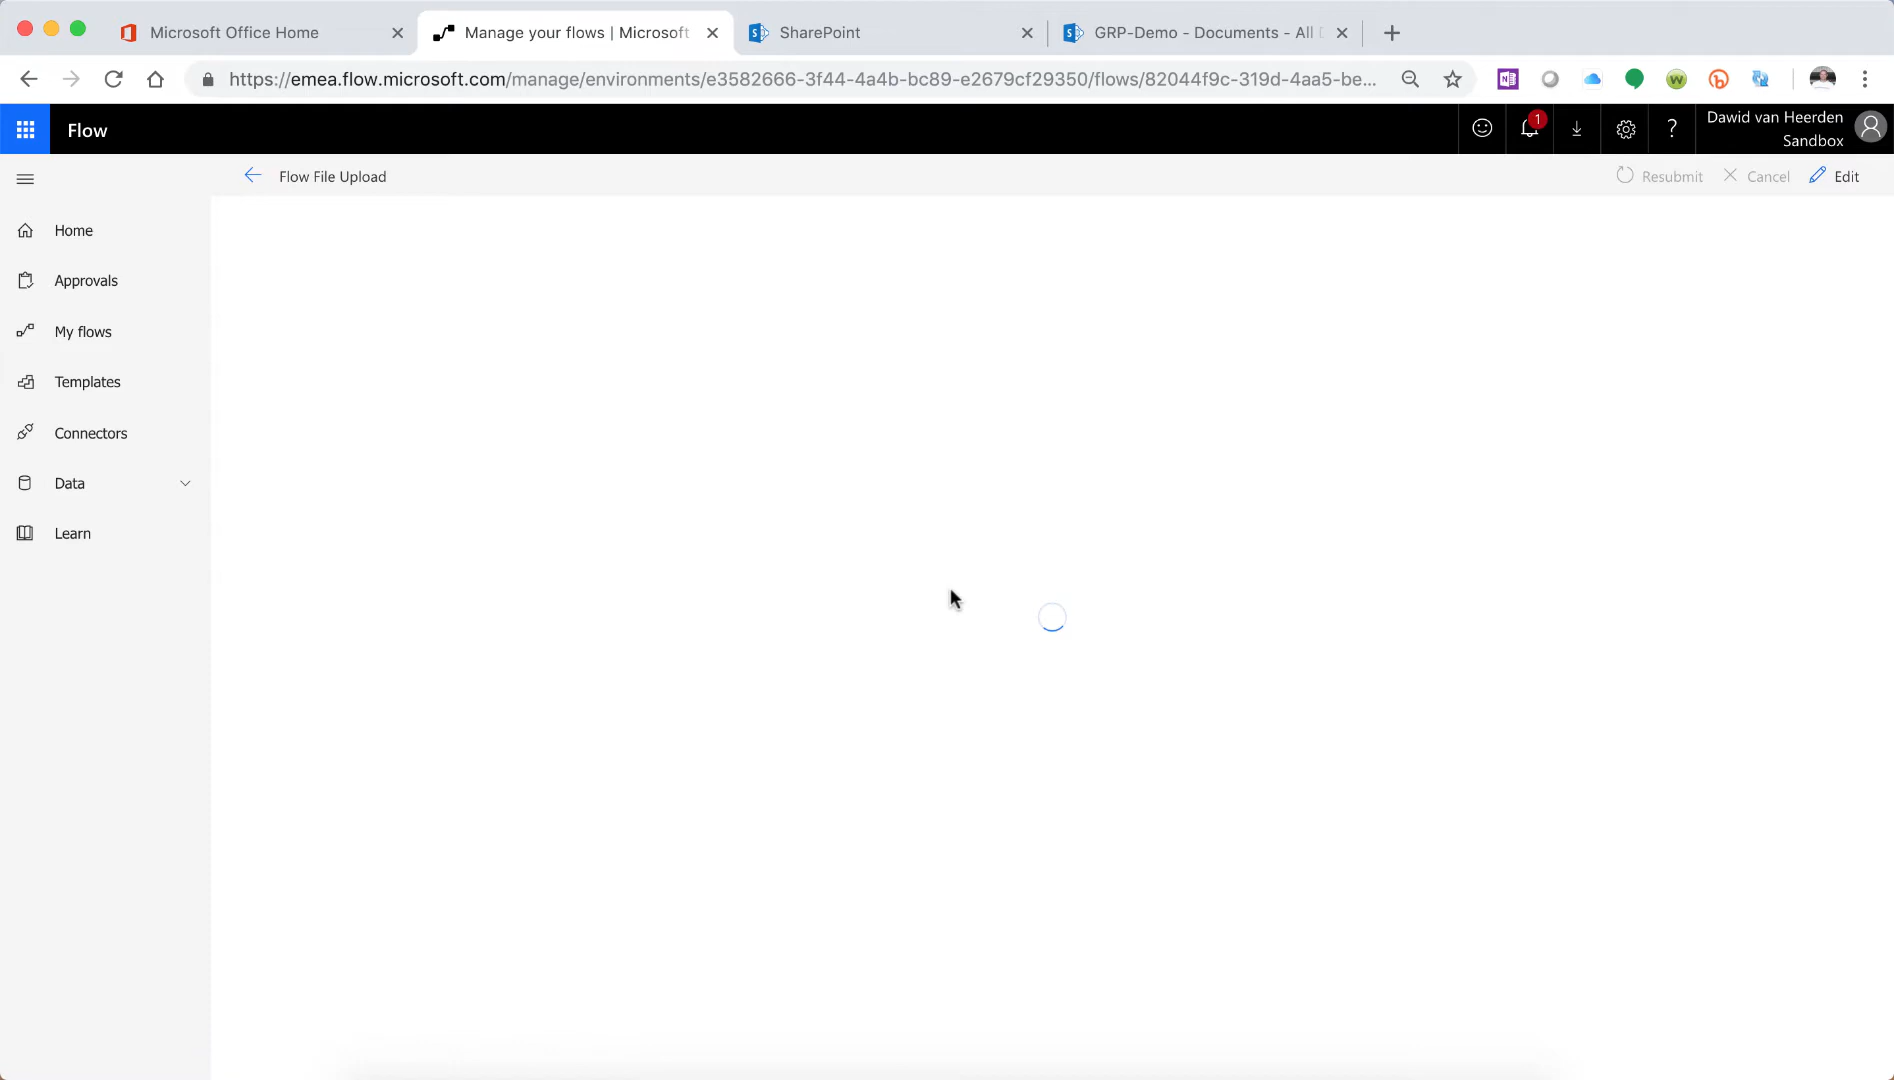 Microsoft Office Home
Manage your flows | Microsoft
SharePoint
GRP-Demo - Documents - All
https://emea.flow.microsoft.com/manage/environments/e3582666-3f44-4a4b-bc89-e2679cf29350/flows/82044f9c-319d-4aa5-be...
Flow
1
?
Dawid van Heerden
Sandbox
Flow File Upload
Resubmit
Cancel
Edit
Home
Approvals
My flows
Templates
Connectors
Data
Learn